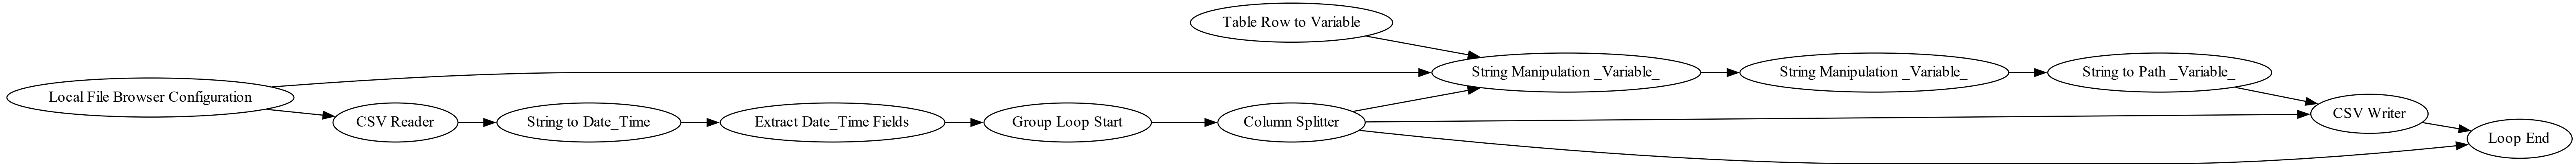 Table Row to Variable
String Manipulation _Variable_
String Manipulation _Variable_
String to Path _Variable_
Local File Browser Configuration
CSV Reader
String to Date_Time
Extract Date_Time Fields
Group Loop Start
Column Splitter
CSV Writer
Loop End